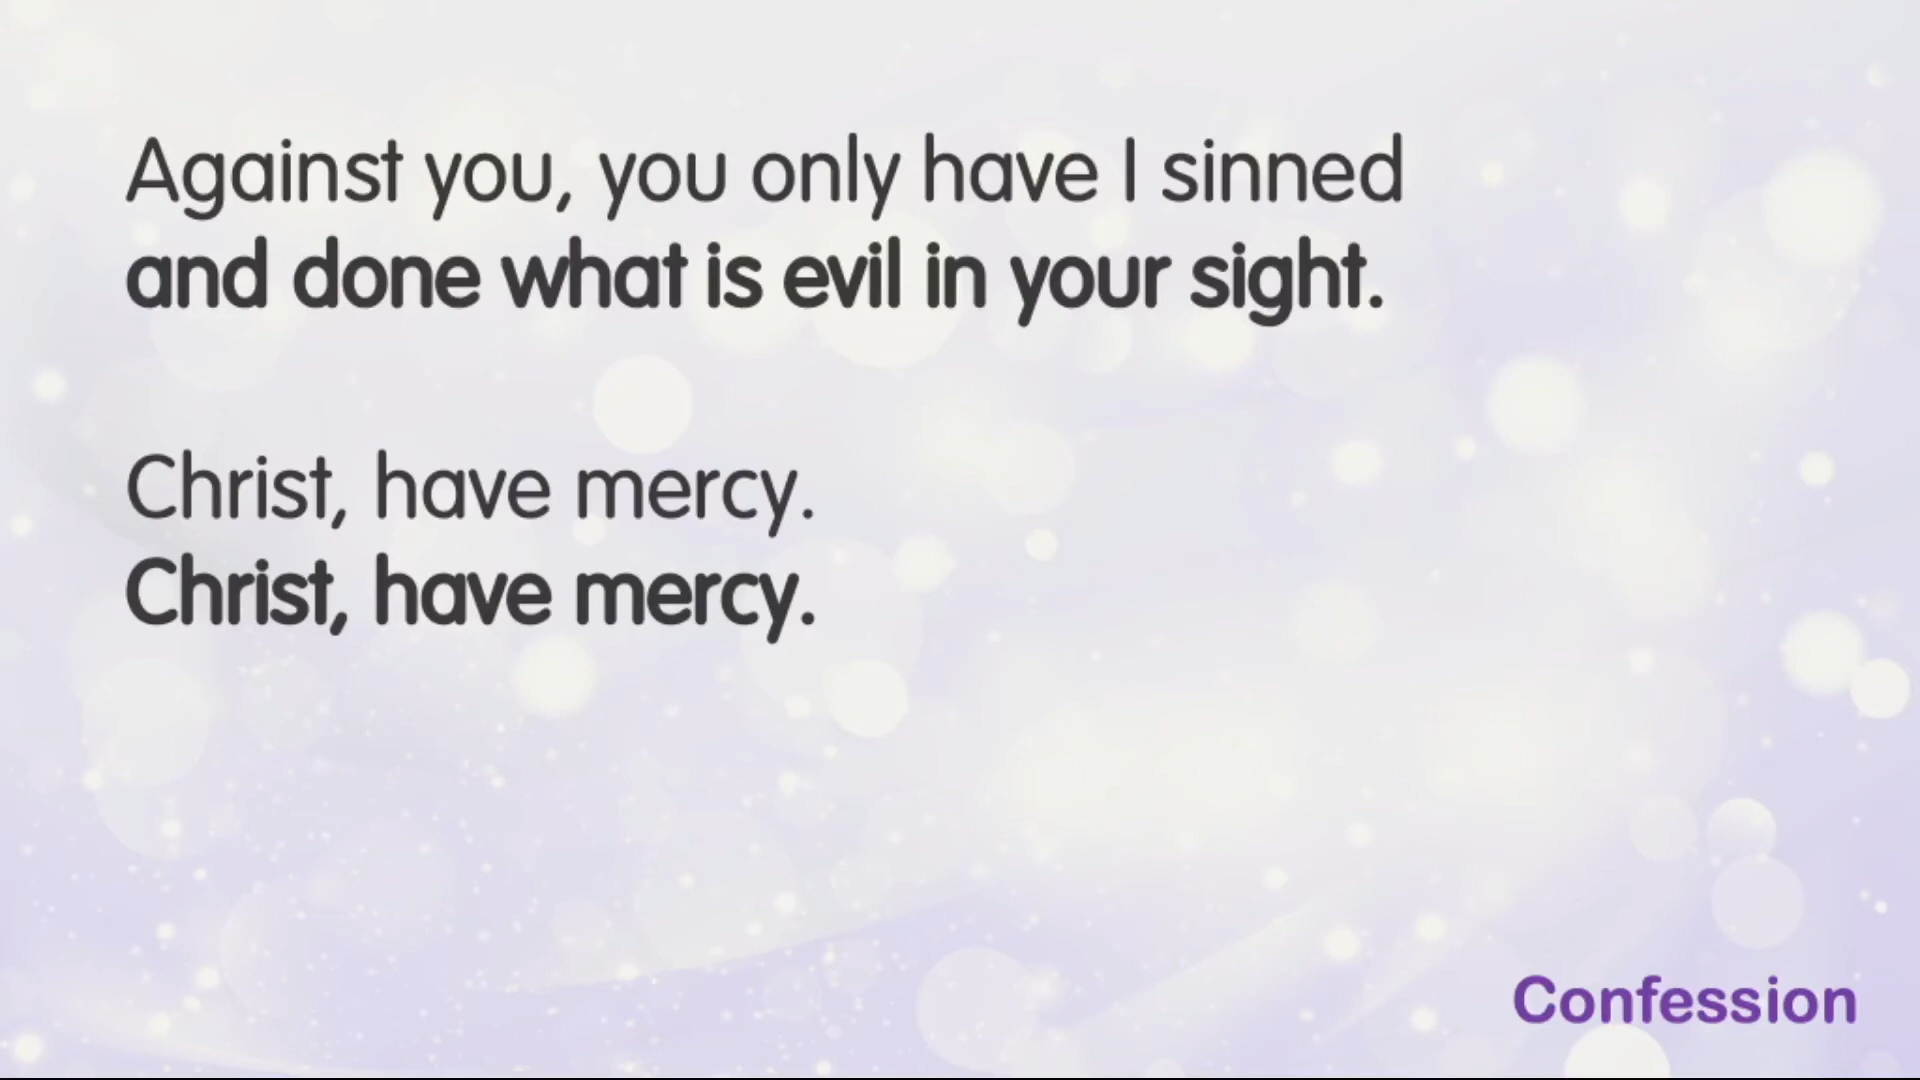 Against you, you only have I sinned
and done what is evil in your sight.
Christ, have mercy.
Christ, have mercy.
Confession